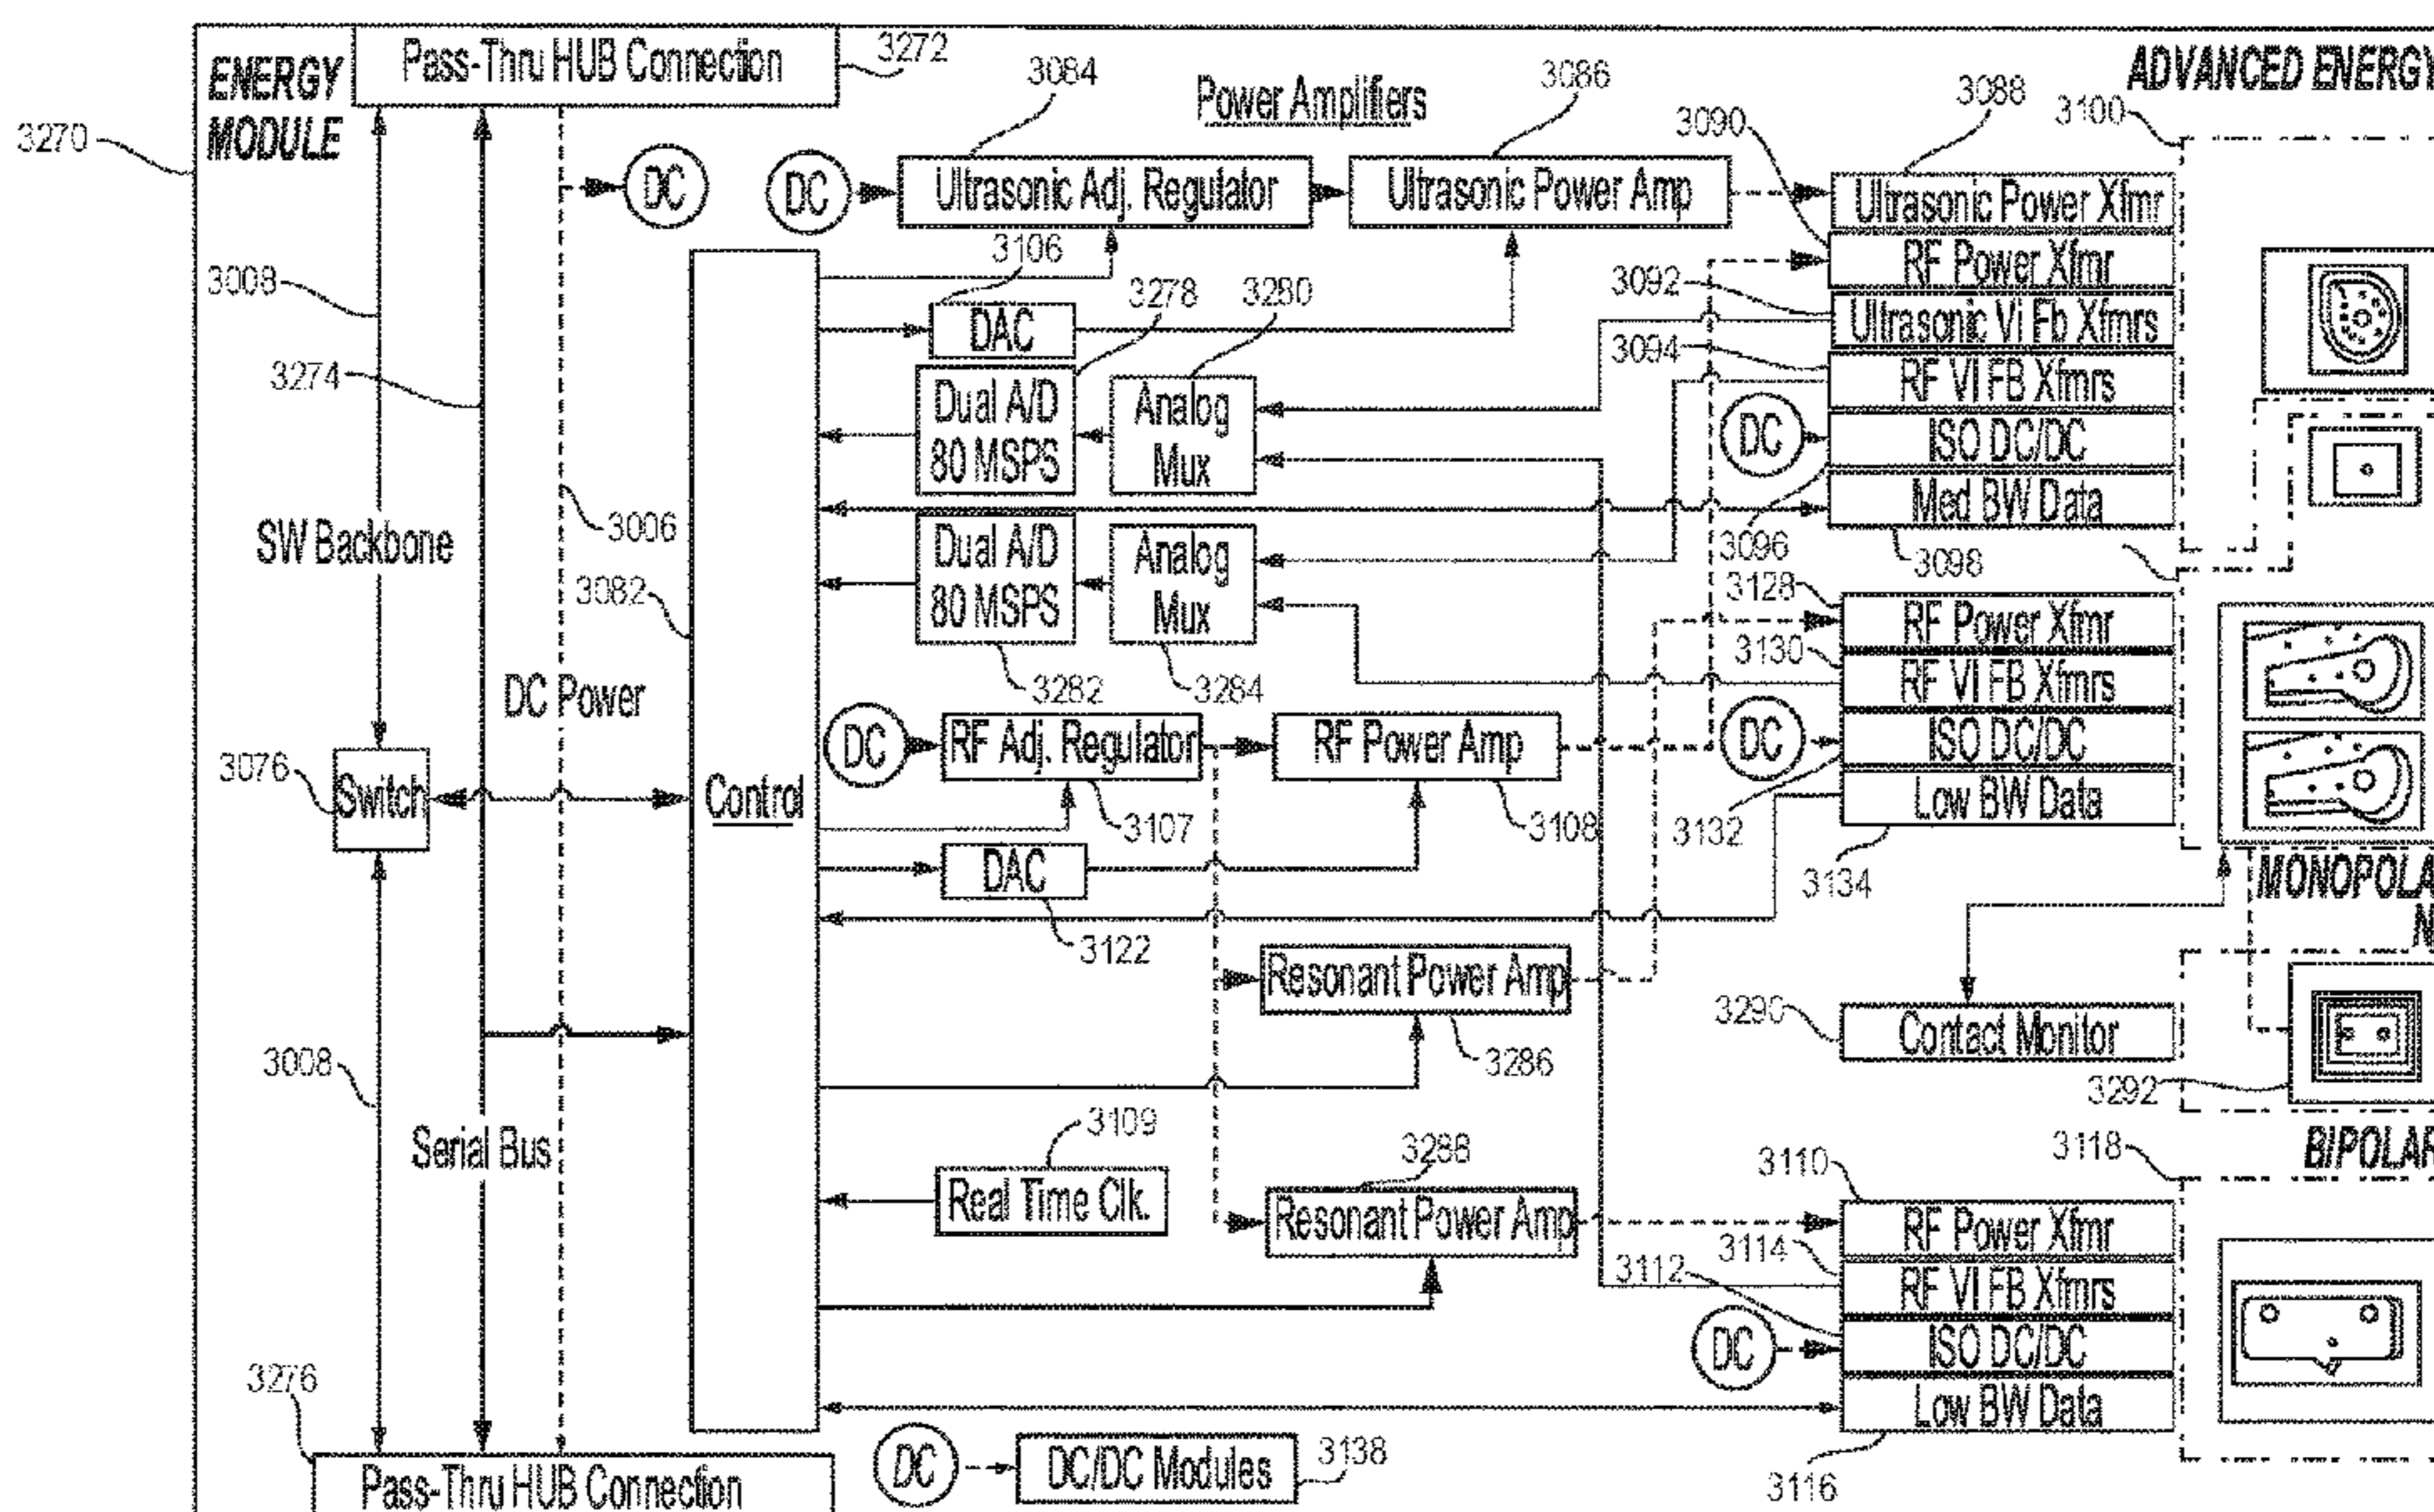 ENERGY
MODULE
Pass-Thru HUB Connection
3272
3084
Power Amplifiers
3086
3088
ADVANCED ENERGY
3100
3270
DC
DC
Ultrasonic Adj. Regulator
Ultrasonic Power Amp
3090
Ultrasonic Power Xfmr
RF Power Xfmr
3092
Ultrasonic Vi Fb Xfmrs
3094
RF VI FB Xfmrs
DC
ISO DC/DC
Med BW Data
3096
3098
3106
DAC
3278
3280
Dual A/D
80 MSPS
Analog
Mux
Dual A/D
80 MSPS
Analog
Mux
3282
3284
3008
3274
SW Backbone
3006
3082
DC Power
3076
Switch
Control
DC
RF Adj. Regulator
RF Power Amp
3107
3108
DAC
3122
3128
RF Power Xfmr
3130
RF VI FB Xfmrs
DC
ISO DC/DC
Low BW Data
3132
3134
MONOPOLA
N
Resonant Power Amp
3286
3290
Contact Monitor
3292
3008
Serial Bus
3109
Real Time Clk.
3288
Resonant Power Amp
BIPOLAR
3118
3110
RF Power Xfmr
3114
RF VI FB Xfmrs
3112
DC
ISO DC/DC
Low BW Data
3116
3276
Pass-Thru HUB Connection
DC
DC/DC Modules
3138